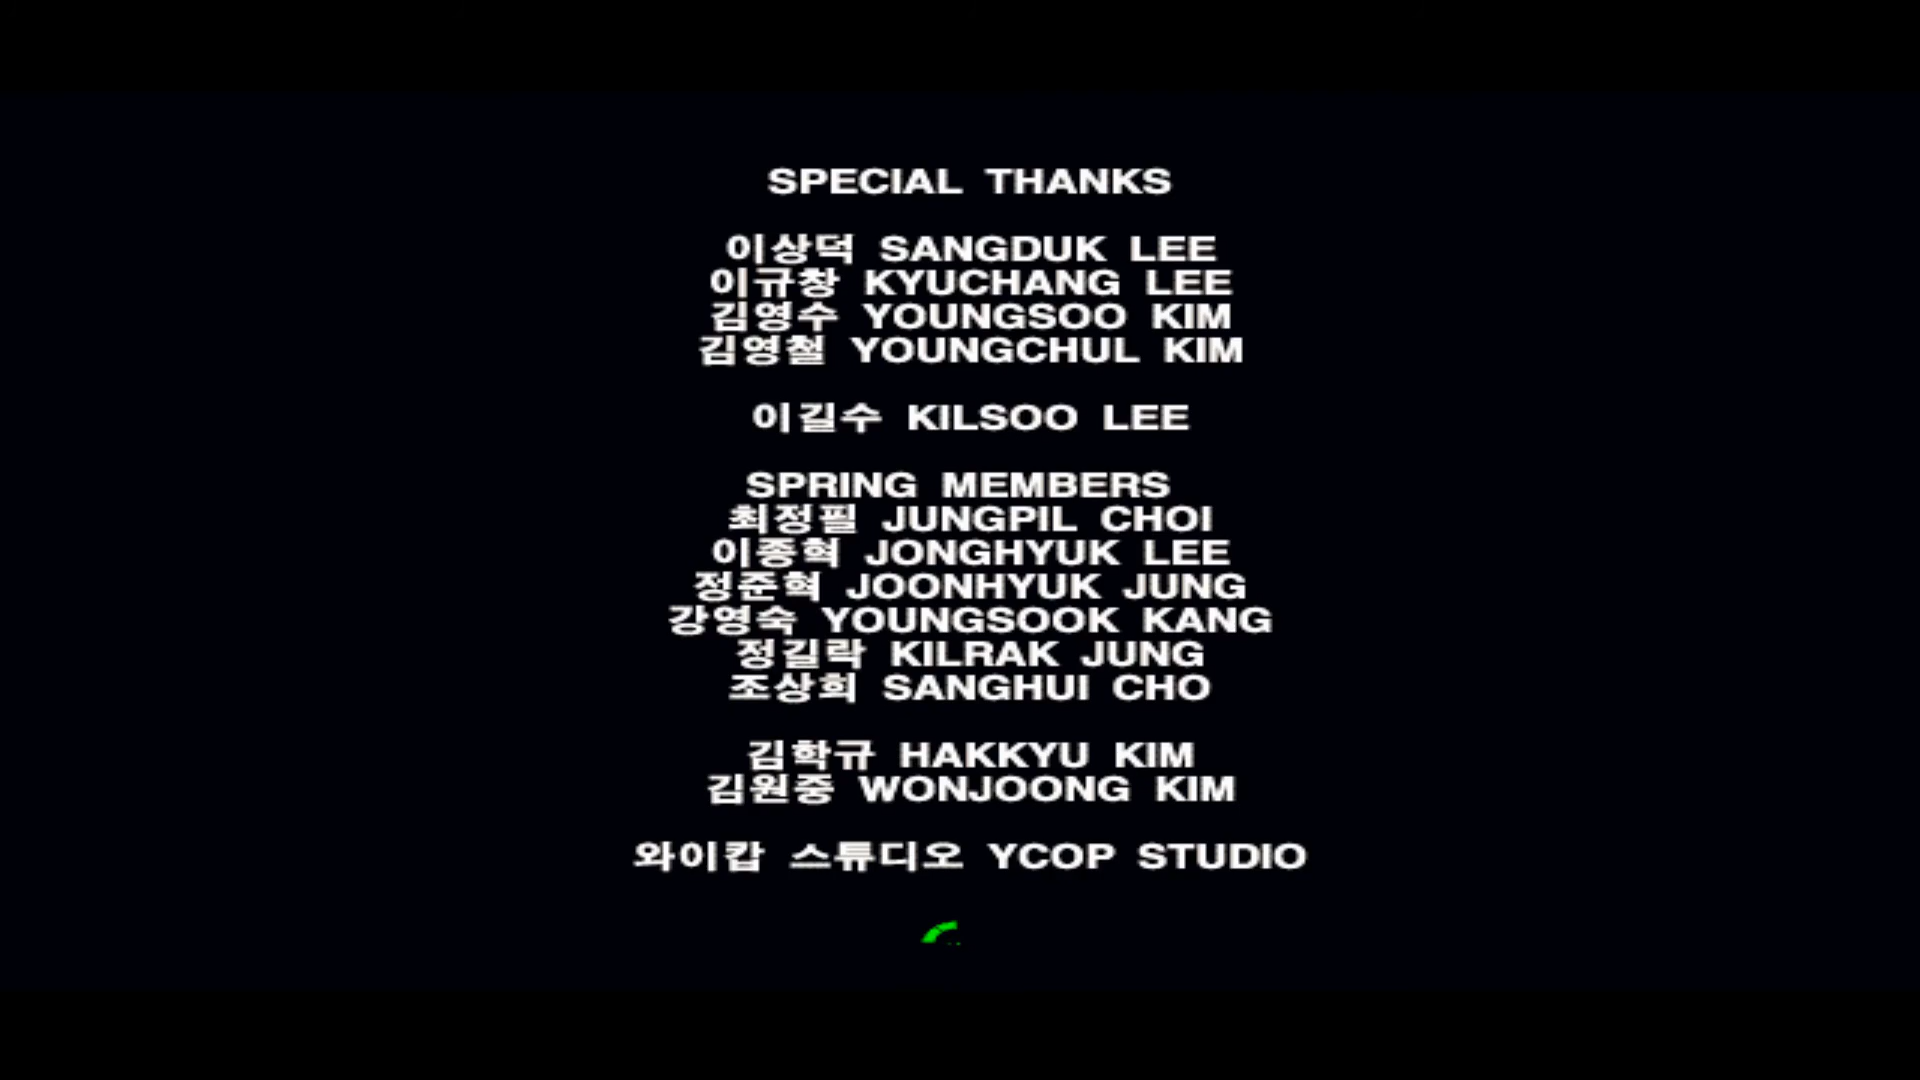 SPECIAL THANKS
이상덕 SANGDUK LEE
이규창 KYUCHANG LEE
김영수 YOUNGSOO KIM
김영철 YOUNGCHUL KIM
이길수 KILSOO LEE
SPRING MEMBERS
최정필 JUNGPIL CHOI
이종혁 JONGHYUK LEE
정준혁 JOONHYUK JUNG
강영숙 YOUNGSOOK KANG
정길락 KILRAK JUNG
조상희 SANGHUI CHO
김학규 HAKKYU KIM
김원중 WONJOONG KIM
와이캅 스튜디오 YCOP STUDIO